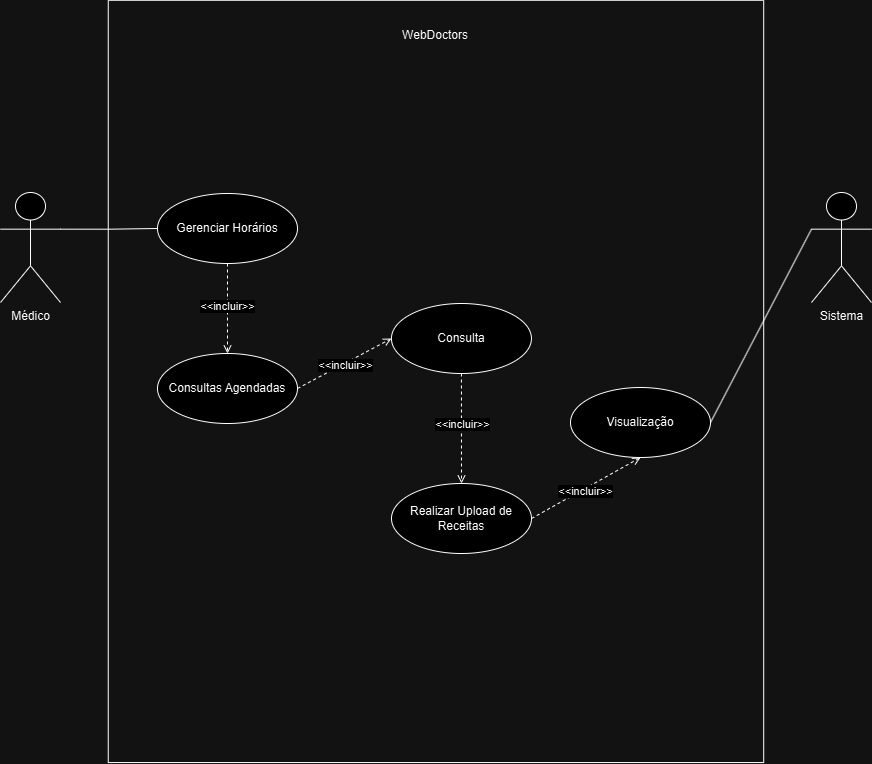 WebDoctors
Gerenciar Horários
<<incluir>>
Médico
Sistema
Consulta
<<incluir>>
Consultas Agendadas
<<incluir>>
Visualização
<<incluir>>
Realizar Upload de
Receitas